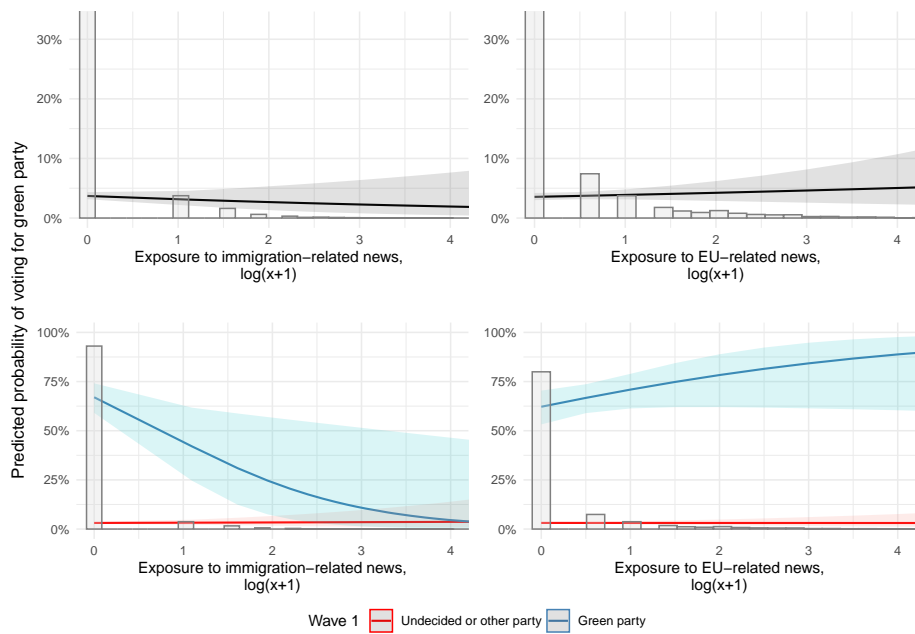 Predicted probability of voting for green party
30%
20%
10%
0%
0 1 2 3 4
Exposure to immigration−related news,
log(x+1)
30%
20%
10%
0%
0 1 2 3 4
Exposure to EU−related news,
log(x+1)
100%
75%
50%
25%
0%
0 1 2 3 4
Exposure to immigration−related news,
log(x+1)
100%
75%
50%
25%
0%
0 1 2 3 4
Exposure to EU−related news,
log(x+1)
Wave 1 Undecided or other party Green party